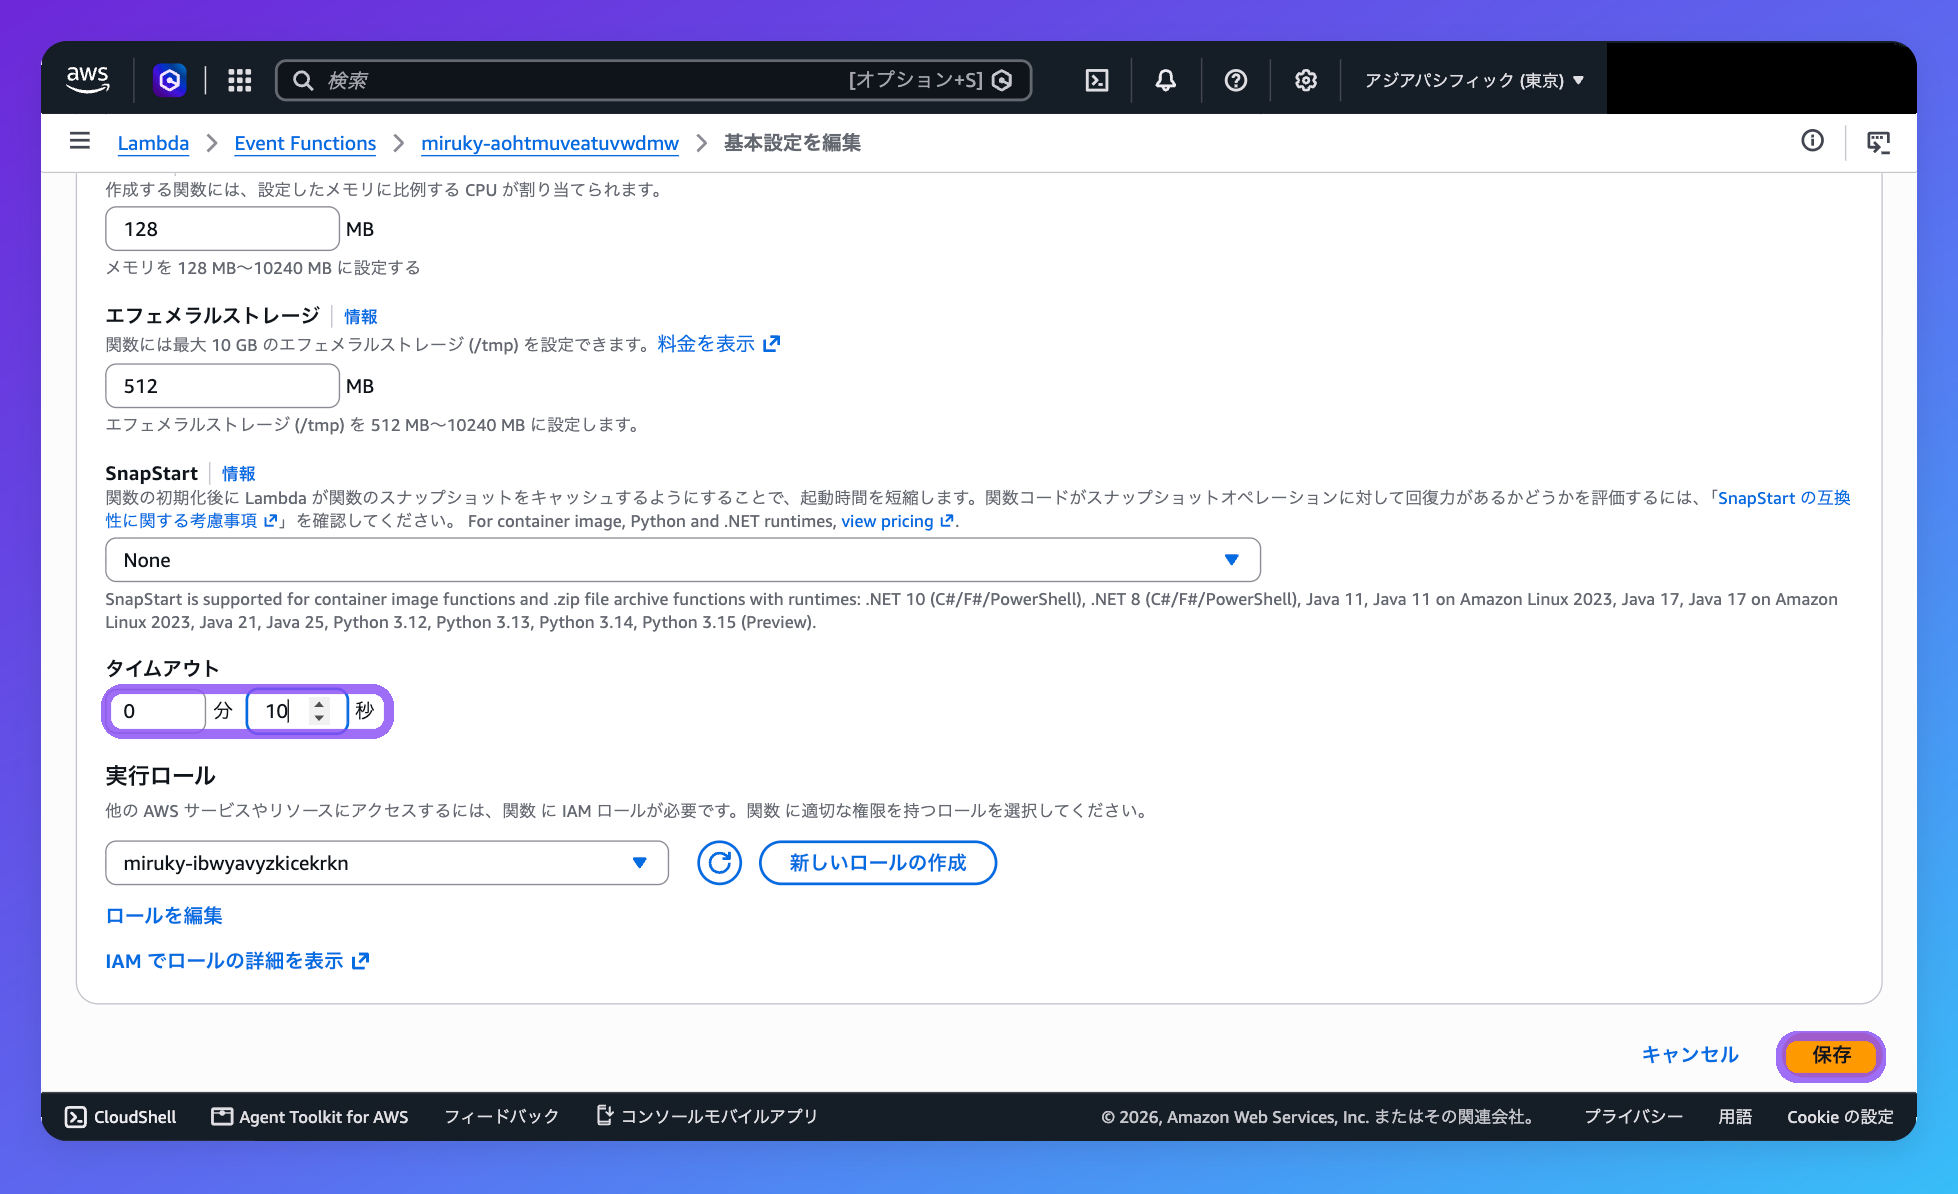 aws
検索 [オプション+S]
アジアパシフィック (東京) ▼
Lambda > Event Functions > miruky-aohtmuveatuvwdmw > 基本設定を編集
作成する関数には、設定したメモリに比例する CPU が割り当てられます。
128 MB
メモリを 128 MB～10240 MB に設定する
エフェメラルストレージ 情報
関数には最大 10 GB のエフェメラルストレージ (/tmp) を設定できます。料金を表示
512 MB
エフェメラルストレージ (/tmp) を 512 MB～10240 MB に設定します。
SnapStart 情報
関数の初期化後に Lambda が関数のスナップショットをキャッシュするようにすることで、起動時間を短縮します。関数コードがスナップショットオペレーションに対して回復力があるかどうかを評価するには、「SnapStart の互換
性に関する考慮事項」を確認してください。 For container image, Python and .NET runtimes, view pricing.
None
SnapStart is supported for container image functions and .zip file archive functions with runtimes: .NET 10 (C#/F#/PowerShell), .NET 8 (C#/F#/PowerShell), Java 11, Java 11 on Amazon Linux 2023, Java 17, Java 17 on Amazon
Linux 2023, Java 21, Java 25, Python 3.12, Python 3.13, Python 3.14, Python 3.15 (Preview).
タイムアウト
0 分 10 秒
実行ロール
他の AWS サービスやリソースにアクセスするには、関数 に IAM ロールが必要です。関数 に適切な権限を持つロールを選択してください。
miruky-ibwyavyzkicekrkn 新しいロールの作成
ロールを編集
IAM でロールの詳細を表示
キャンセル 保存
CloudShell Agent Toolkit for AWS フィードバック コンソールモバイルアプリ © 2026, Amazon Web Services, Inc. またはその関連会社。 プライバシー 用語 Cookie の設定